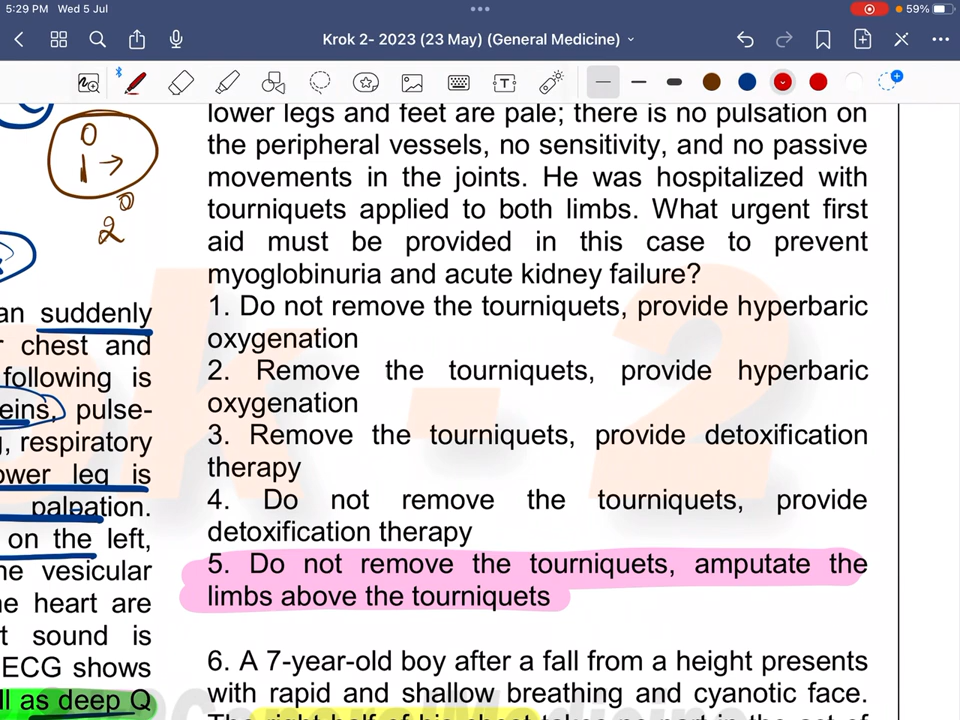 5:29 PM Wed 5 Jul
59%
Krok 2- 2023 (23 May) (General Medicine)
0
1 →
0
2
an suddenly
chest and
following is
eins, pulse-
, respiratory
ower leg is
palpation.
on the left,
ne vesicular
ne heart are
t sound is
ECG shows
ll as deep Q
lower legs and feet are pale; there is no pulsation on
the peripheral vessels, no sensitivity, and no passive
movements in the joints. He was hospitalized with
tourniquets applied to both limbs. What urgent first
aid must be provided in this case to prevent
myoglobinuria and acute kidney failure?
1. Do not remove the tourniquets, provide hyperbaric
oxygenation
2. Remove the tourniquets, provide hyperbaric
oxygenation
3. Remove the tourniquets, provide detoxification
therapy
4. Do not remove the tourniquets, provide
detoxification therapy
5. Do not remove the tourniquets, amputate the
limbs above the tourniquets
6. A 7-year-old boy after a fall from a height presents
with rapid and shallow breathing and cyanotic face.